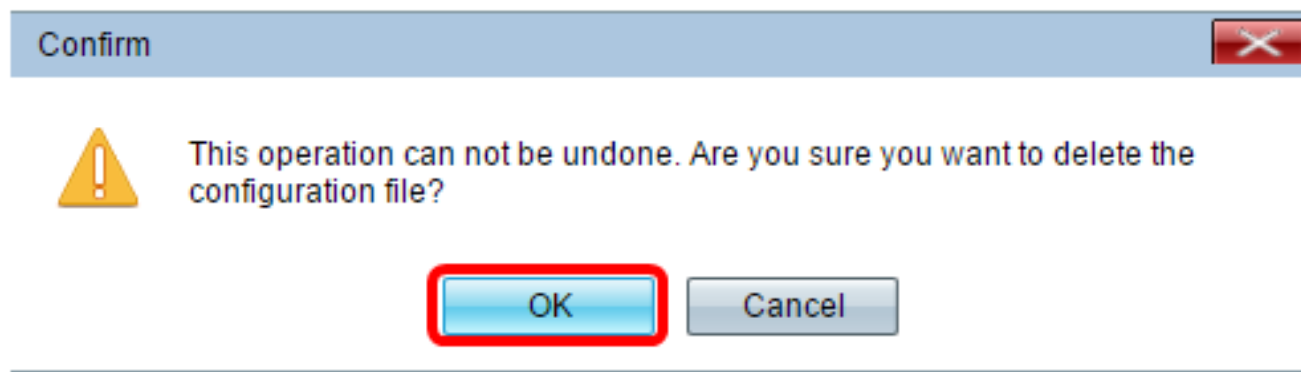 Confirm
This operation can not be undone. Are you sure you want to delete the
configuration file?
OK
Cancel